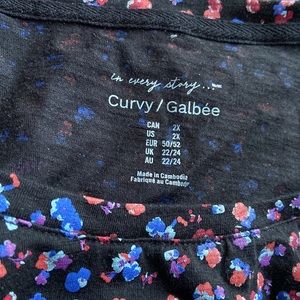 in every story...
Curvy / Galbée
CAN 2X
US 2X
EUR 50/52
UK 22/24
AU 22/24
Made in Cambodia
Fabriqué au Cambodge